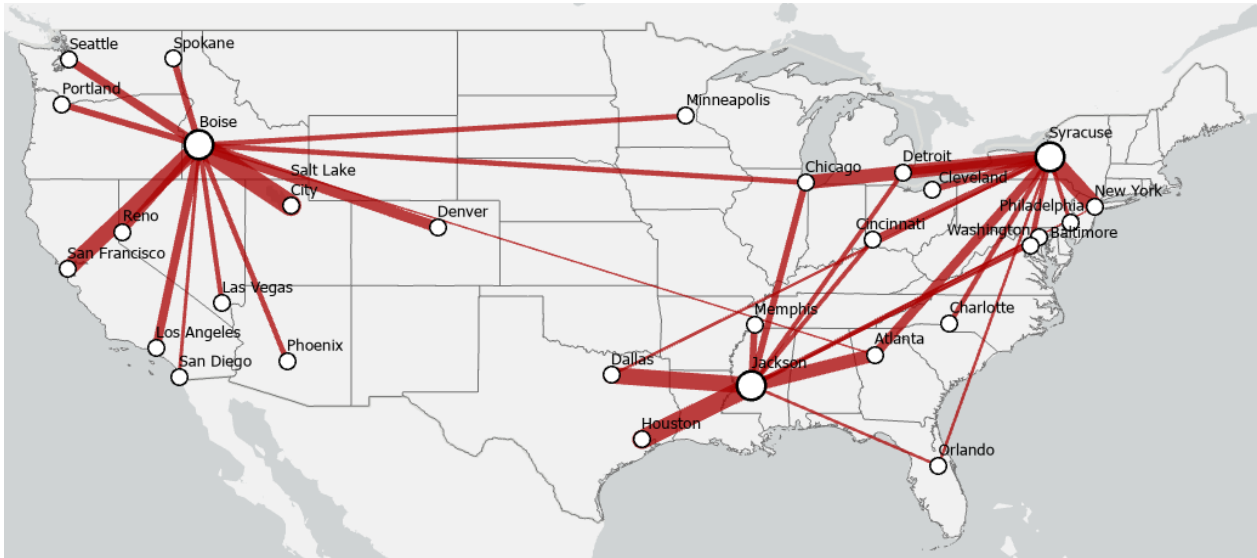 Seattle
Spokane
Portland
Boise
Minneapolis
Syracuse
Salt Lake
City
Chicago
Detroit
Cleveland
New York
Philadelphia
Reno
Denver
Cincinnati
Washington
Baltimore
San Francisco
Las Vegas
Memphis
Charlotte
Los Angeles
San Diego
Phoenix
Dallas
Jackson
Atlanta
Houston
Orlando